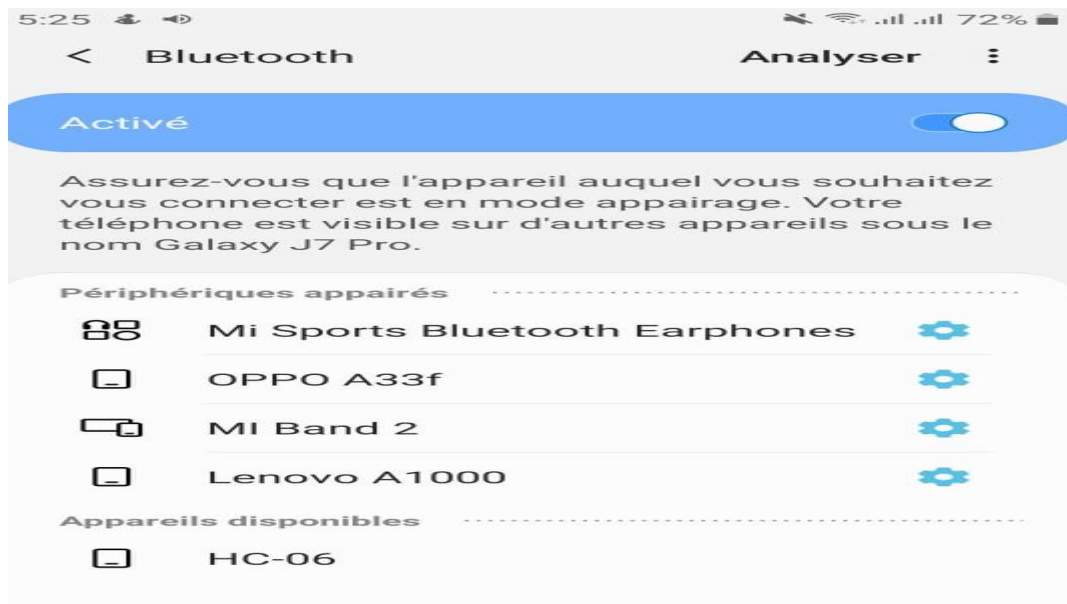 5:25 72%
Bluetooth Analyser
Activé
Assurez-vous que l'appareil auquel vous souhaitez
vous connecter est en mode appairage. Votre
téléphone est visible sur d'autres appareils sous le
nom Galaxy J7 Pro.
Périphériques appairés
Mi Sports Bluetooth Earphones
OPPO A33f
MI Band 2
Lenovo A1000
Appareils disponibles
HC-06